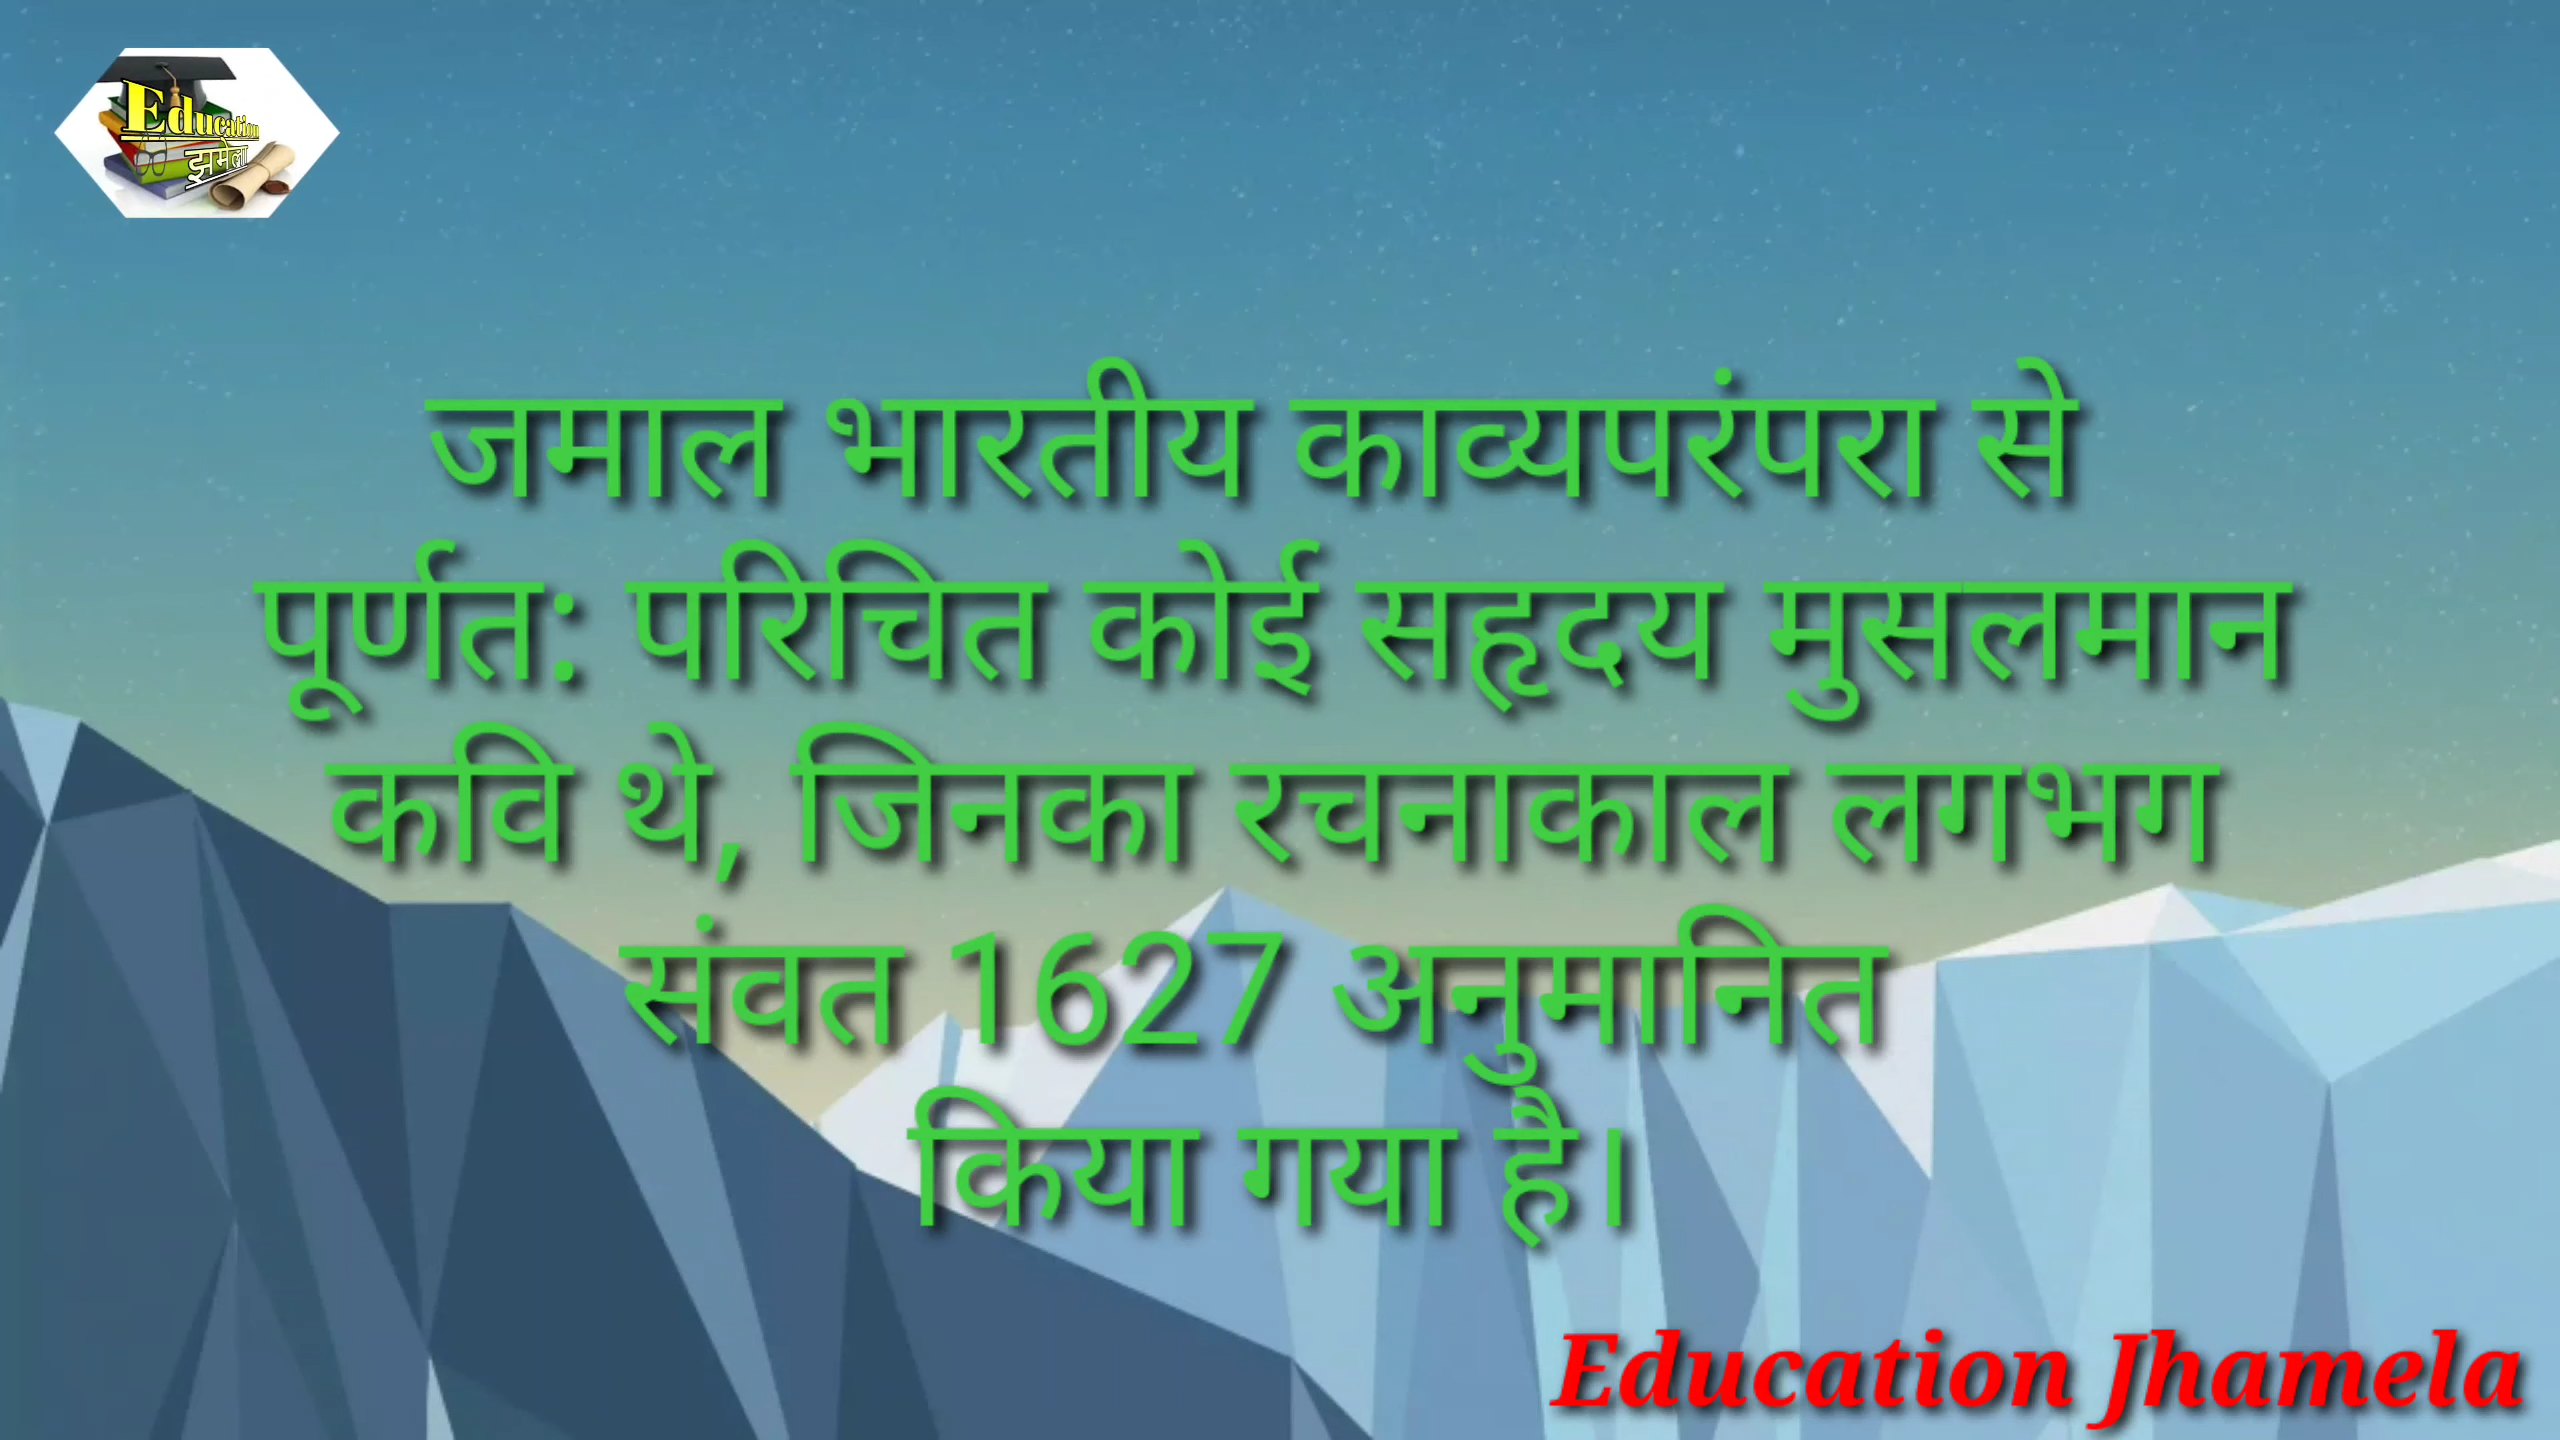 Education
झमेला
जमाल भारतीय काव्यपरंपरा से
पूर्णत: परिचित कोई सहृदय मुसलमान
कवि थे, जिनका रचनाकाल लगभग
संवत 1627 अनुमानित
किया गया है।
Education Jhamela